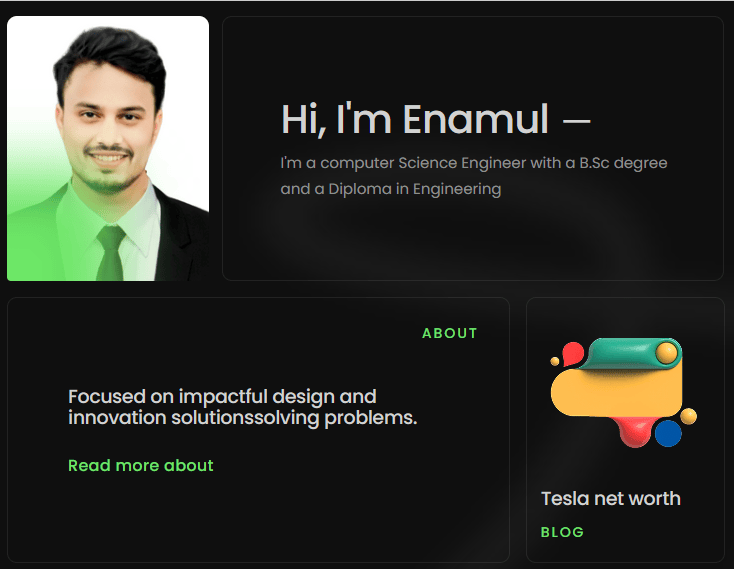 Hi, I'm Enamul —
I'm a computer Science Engineer with a B.Sc degree
and a Diploma in Engineering
ABOUT
Focused on impactful design and
innovation solutionssolving problems.
Read more about
Tesla net worth
BLOG